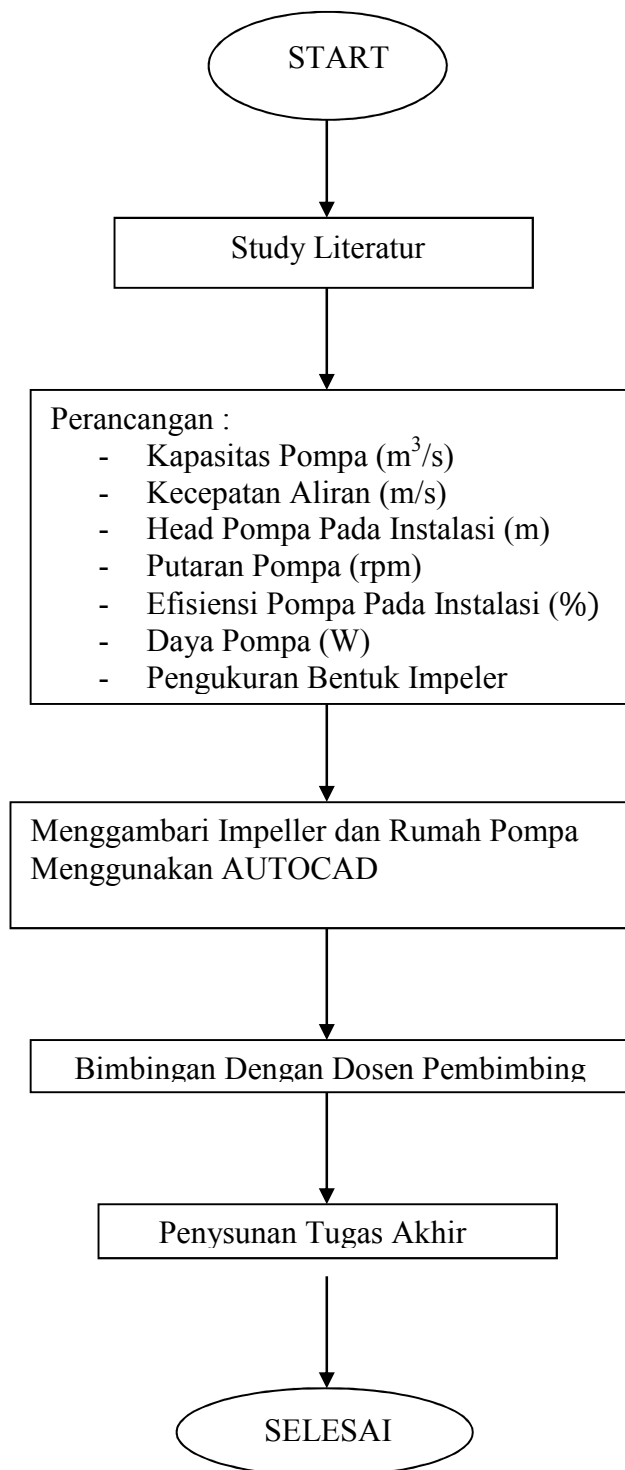 START
Study Literatur
Perancangan :
- Kapasitas Pompa (m³/s)
- Kecepatan Aliran (m/s)
- Head Pompa Pada Instalasi (m)
- Putaran Pompa (rpm)
- Efisiensi Pompa Pada Instalasi (%)
- Daya Pompa (W)
- Pengukuran Bentuk Impeler
Menggambari Impeller dan Rumah Pompa
Menggunakan AUTOCAD
Bimbingan Dengan Dosen Pembimbing
Penysunan Tugas Akhir
SELESAI